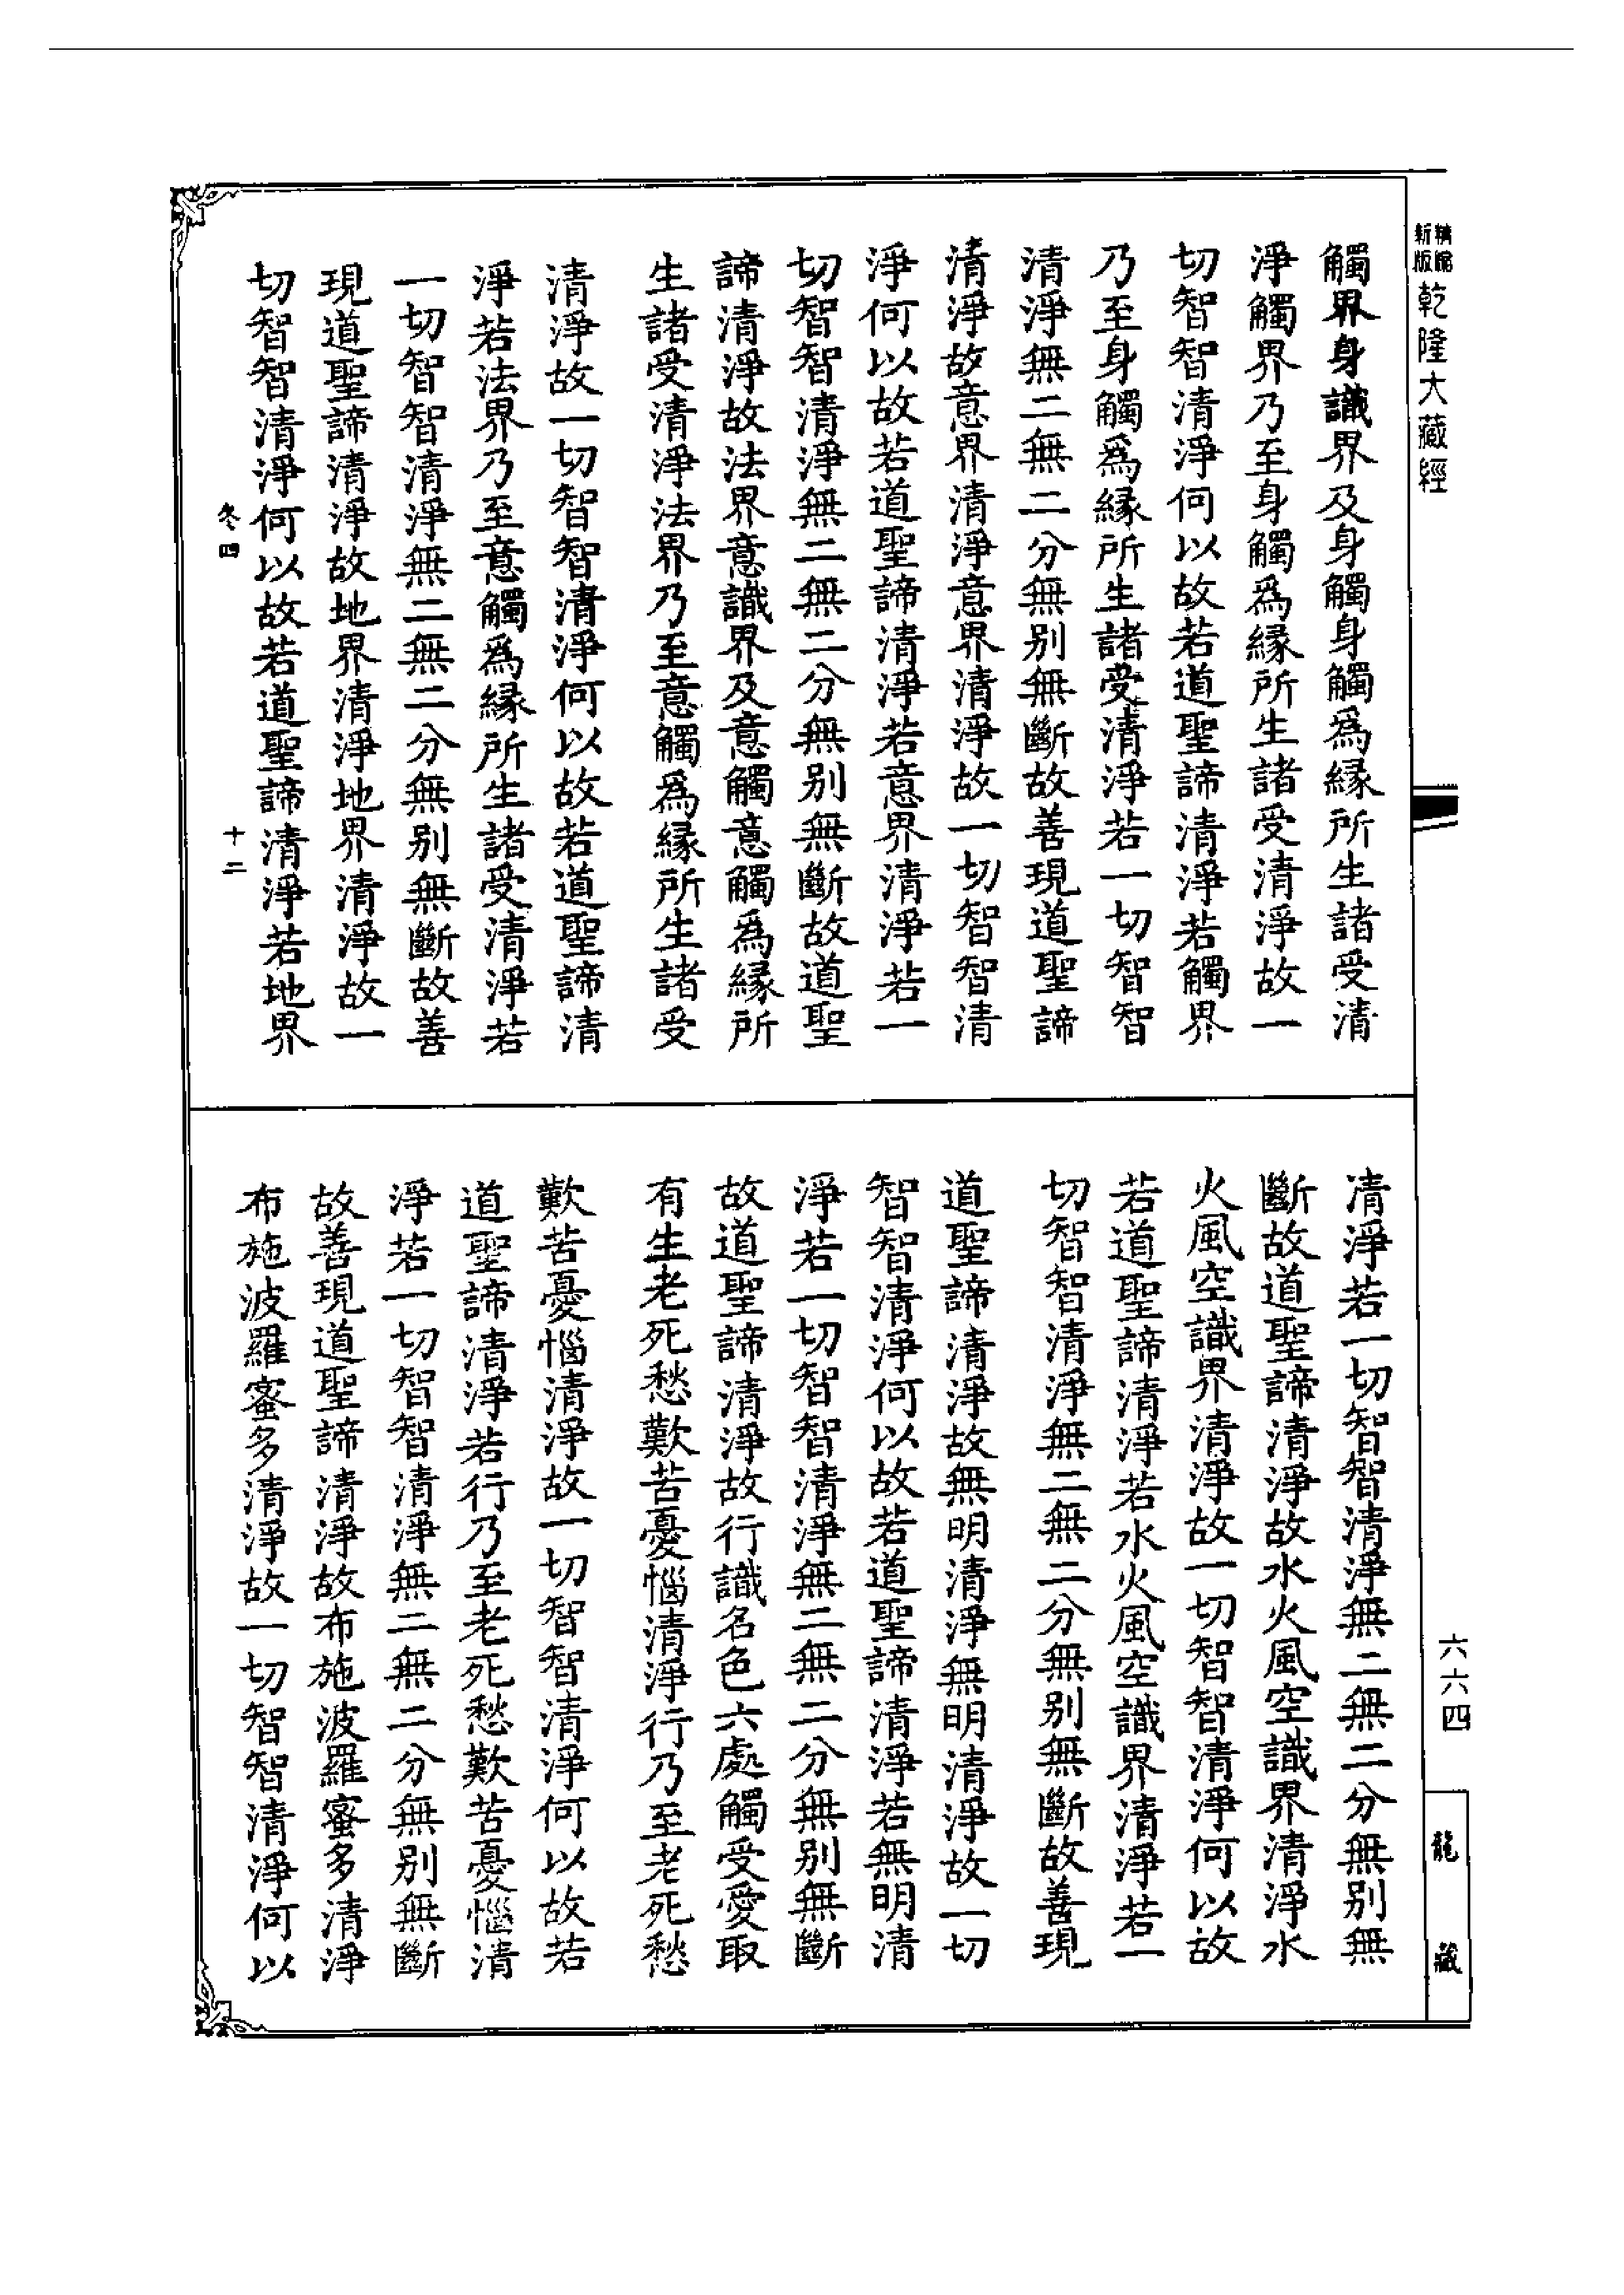 精縮新版乾隆大藏經
觸界身識界及身觸身觸爲緣所生諸受清
淨觸界乃至身觸爲緣所生諸受清淨故一
切智智清淨何以故若道聖諦清淨若觸界
乃至身觸爲緣所生諸受清淨若一切智智
清淨無二無二分無別無斷故善現道聖諦
清淨故意界清淨意界清淨故一切智智清
淨何以故若道聖諦清淨若意界清淨若一
切智智清淨無二無二分無別無斷故道聖
諦清淨故法界意識界及意觸意觸爲緣所
生諸受清淨法界乃至意觸爲緣所生諸受
清淨故一切智智清淨何以故若道聖諦清
淨若法界乃至意觸爲緣所生諸受清淨若
一切智智清淨無二無二分無別無斷故善
現道聖諦清淨故地界清淨地界清淨故一
切智智清淨何以故若道聖諦清淨若地界
冬四
十二
清淨若一切智智清淨無二無二分無別無
斷故道聖諦清淨故水火風空識界清淨水
火風空識界清淨故一切智智清淨何以故
若道聖諦清淨若水火風空識界清淨若一
切智智清淨無二無二分無別無斷故善現
道聖諦清淨故無明清淨無明清淨故一切
智智清淨何以故若道聖諦清淨若無明清
淨若一切智智清淨無二無二分無別無斷
故道聖諦清淨故行識名色六處觸受愛取
有生老死愁歎苦憂惱清淨行乃至老死愁
歎苦憂惱清淨故一切智智清淨何以故若
道聖諦清淨若行乃至老死愁歎苦憂惱清
淨若一切智智清淨無二無二分無別無斷
故善現道聖諦清淨故布施波羅蜜多清淨
布施波羅蜜多清淨故一切智智清淨何以
六六四
龍藏